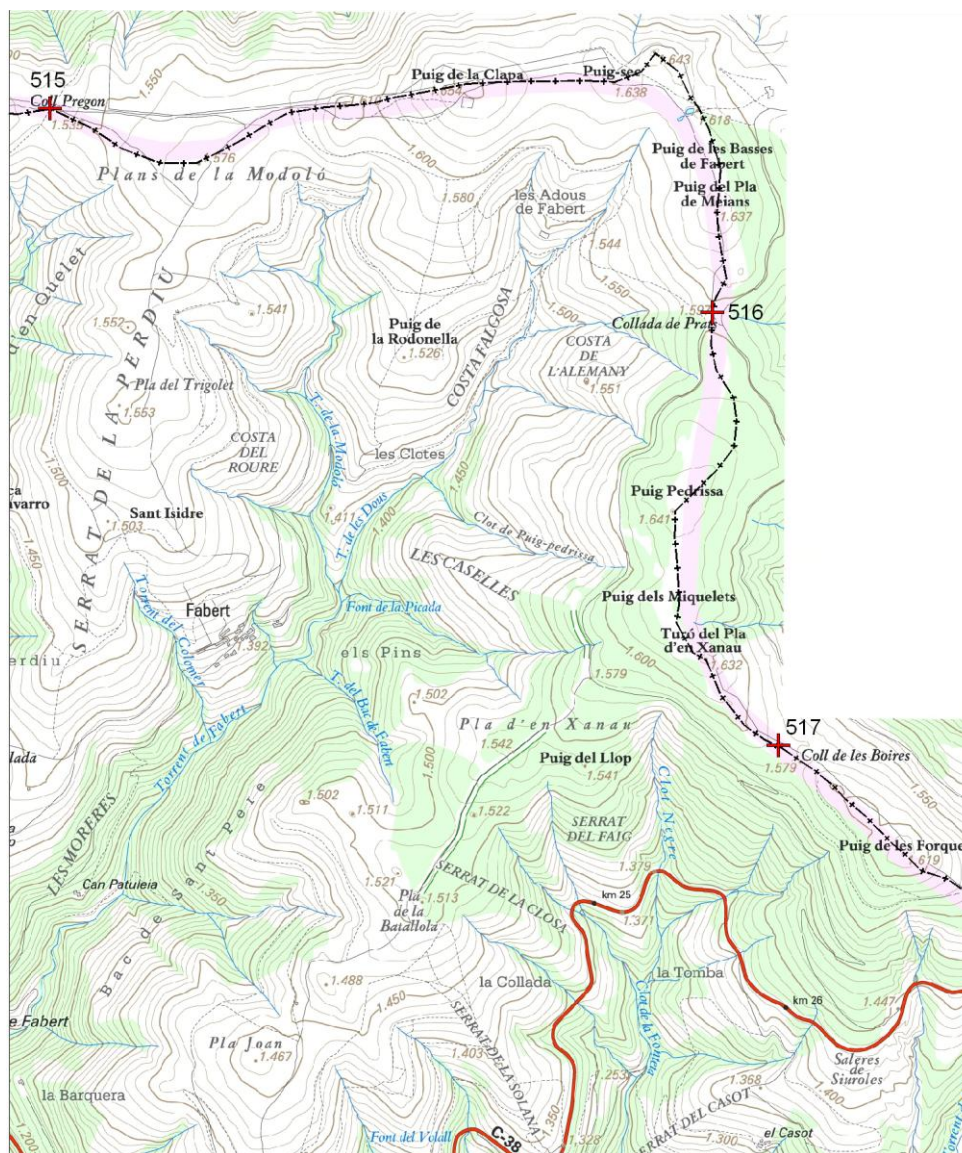 515
Coll Pregon
1.535
1.550
Puig de la Clapa
1.654
Puig-sec
1.638
643
618
576
Plans de la Modoló
1.600
1.580
les Adous
de Fabert
Puig de les Basses
de Fabert
Puig del Pla
de Meians
1.637
1.544
1.550
1.500
516
Collada de Prats
den Quelet
SERRAT DE LA PERDIU
1.552
1.541
Puig de
la Rodonella
1.526
COSTA FALGOSA
COSTA
DE
L'ALEMANY
1.551
Pla del Trigolet
1.553
COSTA
DEL
ROURE
T. de la Modoló
les Clotes
1.450
1.500
Sant Isidre
1.503
1.411
1.400
T. de les Dous
Puig Pedrissa
1.641
Clot de Puig-pedrissa
LES CASELLES
1.450
Torrent del Colomer
Fabert
1.392
Font de la Picada
els Pins
Puig dels Miquelets
Turó del Pla
d'en Xanau
1.632
1.600
1.579
T. del Bac de Fabert
1.502
1.500
Pla d'en Xanau
1.542
Torrent de Fabert
Puig del Llop
1.541
517
Coll de les Boires
1.579
1.550
Puig de les Forque
1.619
1.502
1.511
1.522
SERRAT
DEL FAIG
Clot Negre
1.379
LES MORERES
Can Patuleia
Bac de sant Pere
1.350
1.521
1.513
Pla
de la
Batallola
SERRAT DE LA CLOSA
km 25
1.371
la Collada
la Tomba
km 26
1.488
1.450
1.447
e Fabert
Pla Joan
1.467
1.403
SERRAT DE LA SOLANA
1.253
Saleres
de
Siuroles
la Barquera
1.200
1.350
1.368
1.400
Font del Volall
C-38
1.328
SERRAT DEL CASOT
1.300
el Casot